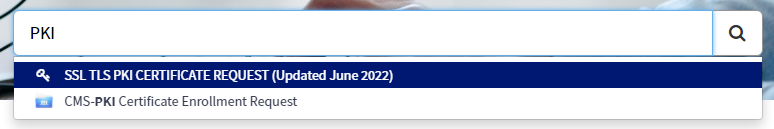 PKI
SSL TLS PKI CERTIFICATE REQUEST (Updated June 2022)
CMS-PKI Certificate Enrollment Request